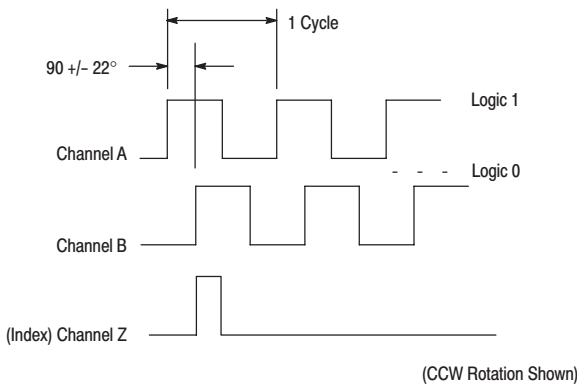 1 Cycle
90 +/- 22°
Logic 1
Channel A
Logic 0
Channel B
(Index) Channel Z
(CCW Rotation Shown)